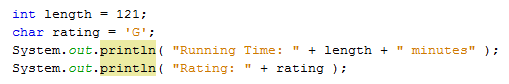 int length = 121;
char rating = 'G';
System.out.println( "Running Time: " + length + " minutes" );
System.out.println( "Rating: " + rating );